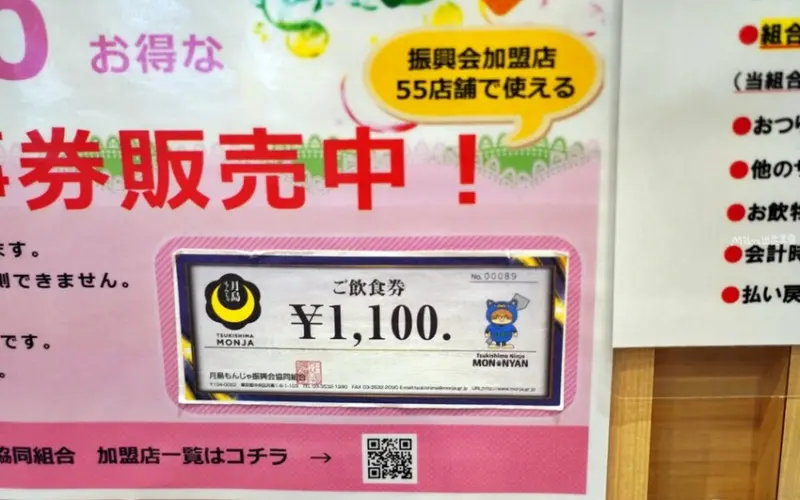 お得な
振興会加盟店
55店舗で使える
券販売中！
ます。
できません。
です。
No. 00089
ご飲食券
¥1,100.
月島
もんじゃ
TSUKISHIMA
MONJA
Tsukishima Ninja
MON NYAN
月島もんじゃ振興会協同組合
協同組合 加盟店一覧はコチラ →
組合
（当組合
●おつり
●他の
●お飲物
●会計時
●払い戻